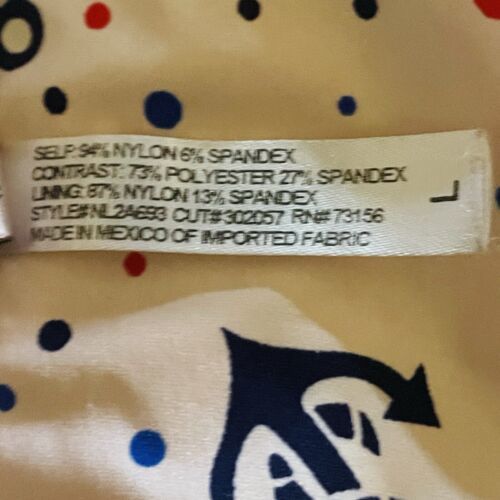 SELF: 94% NYLON 6% SPANDEX
CONTRAST: 73% POLYESTER 27% SPANDEX
LINING: 87% NYLON 13% SPANDEX
STYLE# NL2A693 CUT# 302057 RN# 73156
MADE IN MEXICO OF IMPORTED FABRIC
L